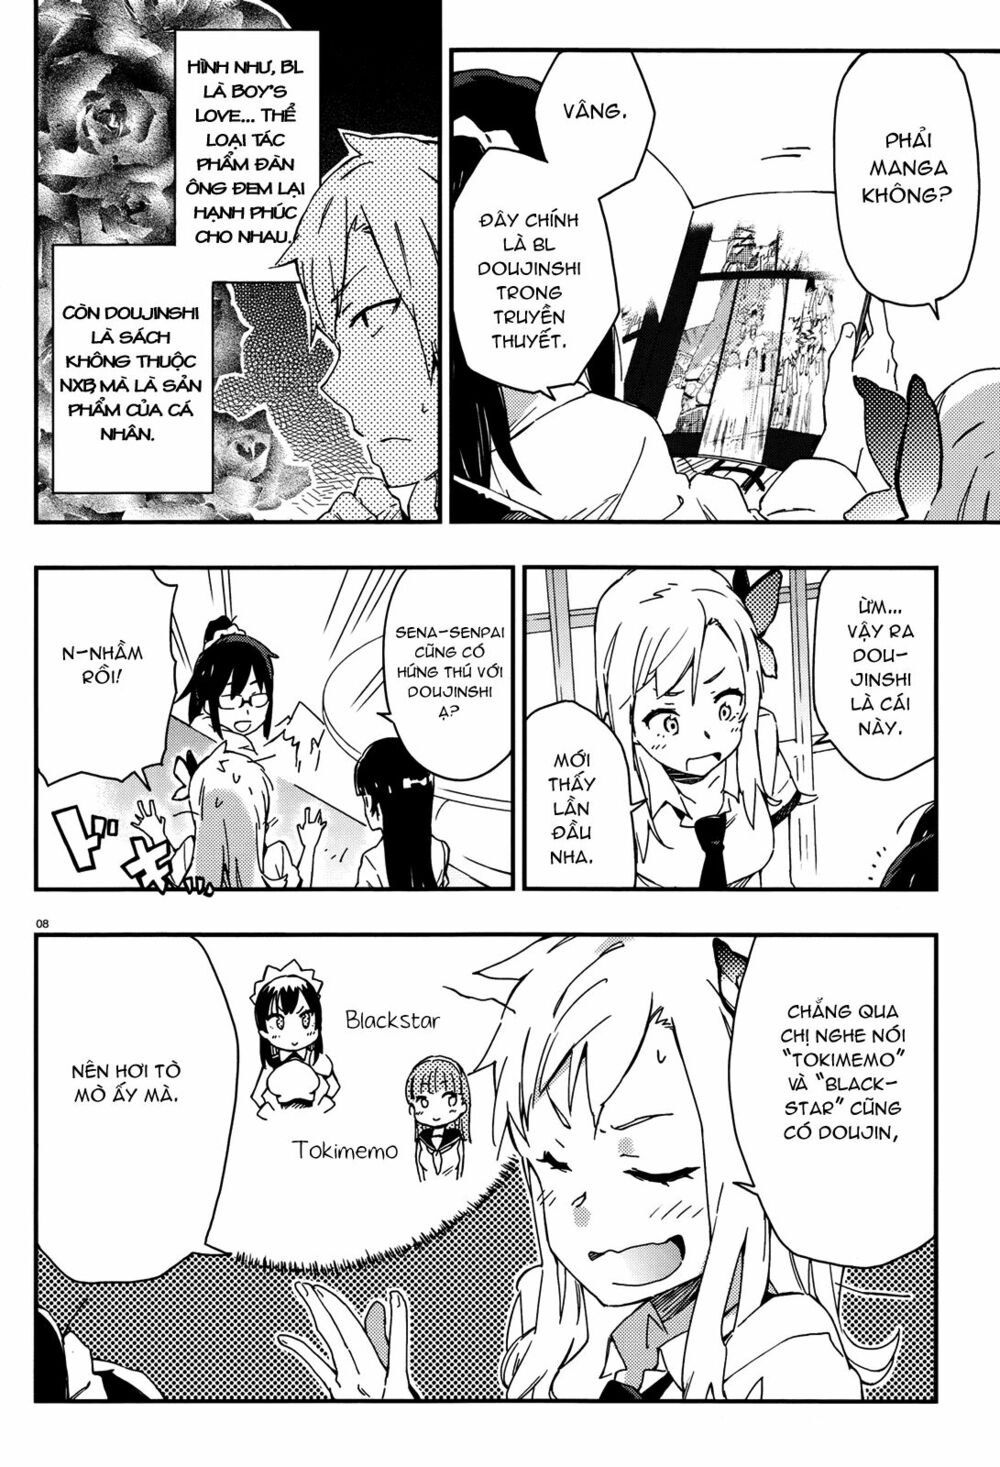 PHẢI
MANGA
KHÔNG?
VÂNG.
ĐÂY CHÍNH
LÀ BL
DOUJINSHI
TRONG
TRUYỀN
THUYẾT.
HÌNH NHƯ, BL
LÀ BOY'S
LOVE... THỂ
LOẠI TÁC
PHẨM ĐÀN
ÔNG ĐEM LẠI
HẠNH PHÚC
CHO NHAU.
CÒN DOUJINSHI
LÀ SÁCH
KHÔNG THUỘC
NXB, MÀ LÀ SẢN
PHẨM CỦA CÁ
NHÂN.
ỪM...
VẬY RA
DOU-
JINSHI
LÀ CÁI
NÀY.
MỚI
THẤY
LẦN
ĐẦU
NHA.
SENA-SENPAI
CŨNG CÓ
HỨNG THÚ VỚI
DOUJINSHI
Ạ?
N-NHẦM
RỒI!
ドキッ
08
CHẲNG QUA
CHỊ NGHE NÓI
"TOKIMEMO"
VÀ "BLACK-
STAR" CŨNG
CÓ DOUJIN,
Blackstar
Tokimemo
NÊN HƠI TÒ
MÒ ẤY MÀ.